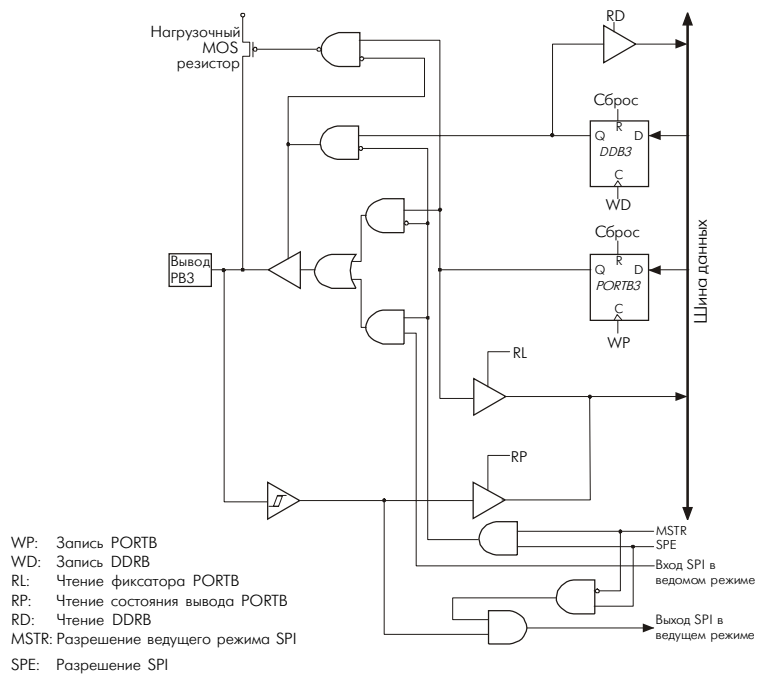 RD
Нагрузочный
MOS
резистор
Сброс
R
Q D
DDB3
C
WD
Сброс
R
Q D
PORTB3
C
WP
Шина данных
Вывод
PB3
RL
RP
MSTR
SPE
Вход SPI в
ведомом режиме
Выход SPI в
ведущем режиме
WP: Запись PORTB
WD: Запись DDRB
RL: Чтение фиксатора PORTB
RP: Чтение состояния вывода PORTB
RD: Чтение DDRB
MSTR: Разрешение ведущего режима SPI
SPE: Разрешение SPI